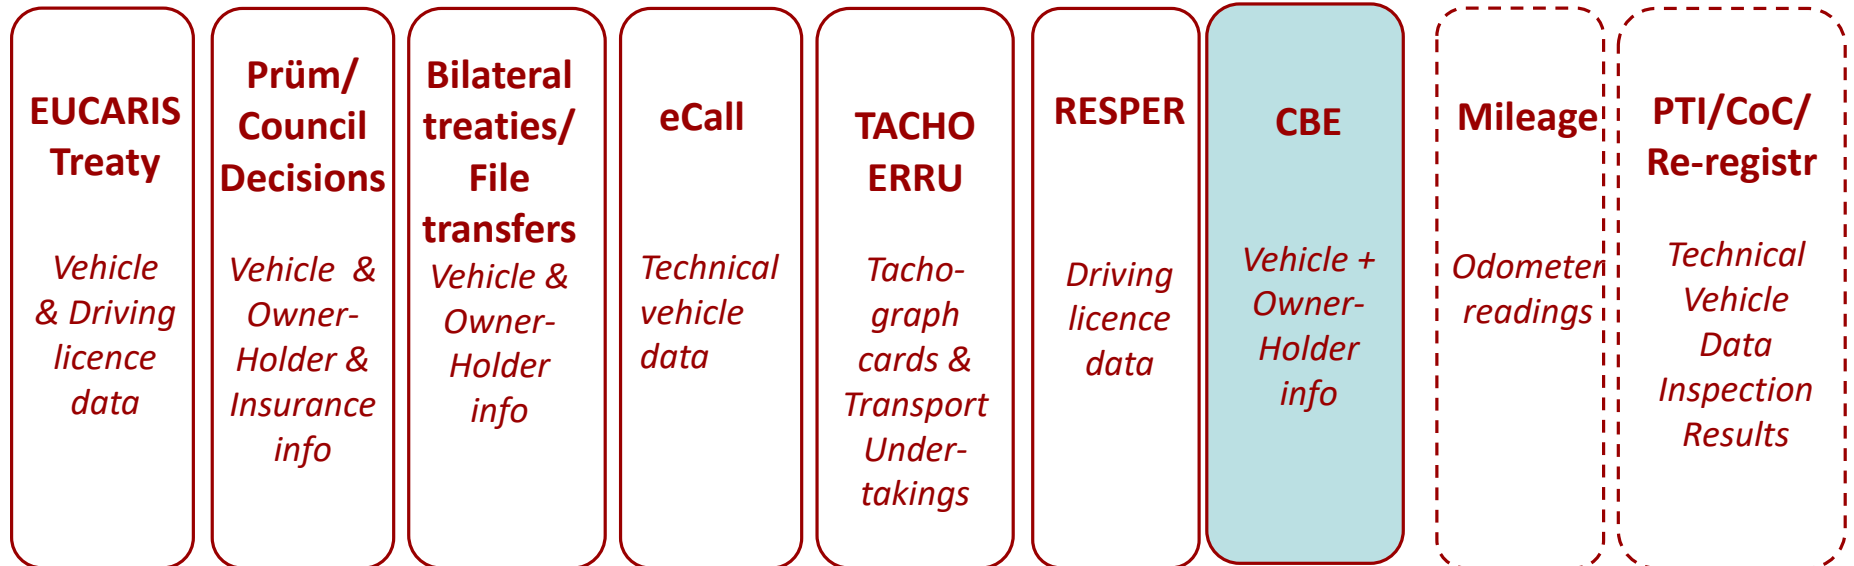 EUCARIS
Treaty
Vehicle
& Driving
licence
data
Prüm/
Council
Decisions
Vehicle &
Owner-
Holder &
Insurance
info
Bilateral
treaties/
File
transfers
Vehicle &
Owner-
Holder
info
eCall
Technical
vehicle
data
TACHO
ERRU
Tacho-
graph
cards &
Transport
Under-
takings
RESPER
Driving
licence
data
CBE
Vehicle +
Owner-
Holder
info
Mileage
Odometer
readings
PTI/CoC/
Re-registr
Technical
Vehicle
Data
Inspection
Results